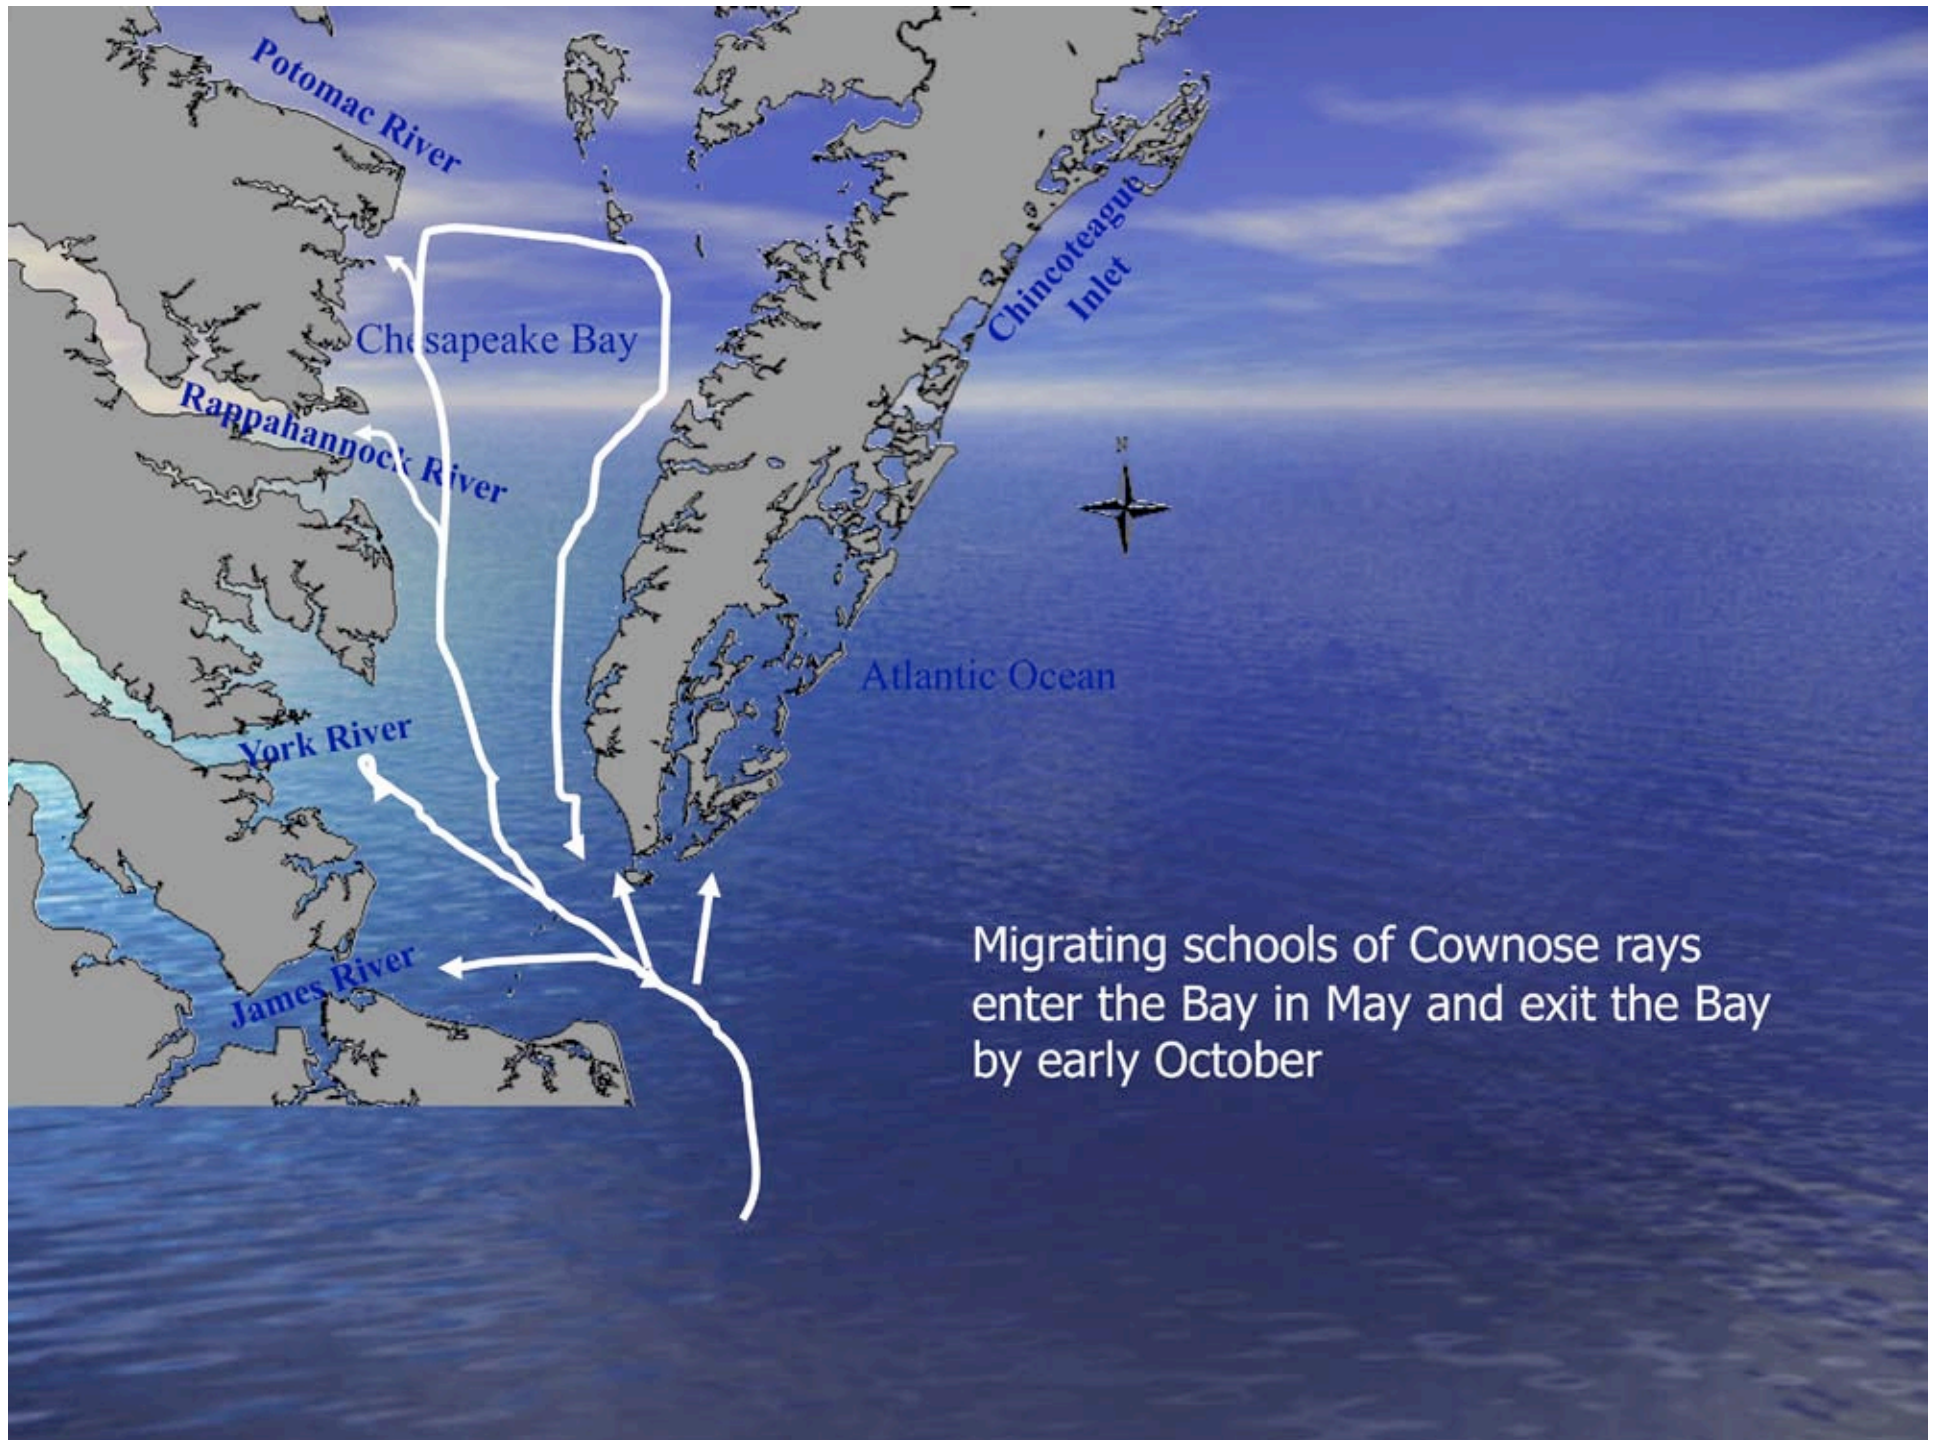 Potomac River
Chincoteague
Inlet
Chesapeake Bay
Rappahannock River
N
Atlantic Ocean
York River
James River
Migrating schools of Cownose rays
enter the Bay in May and exit the Bay
by early October